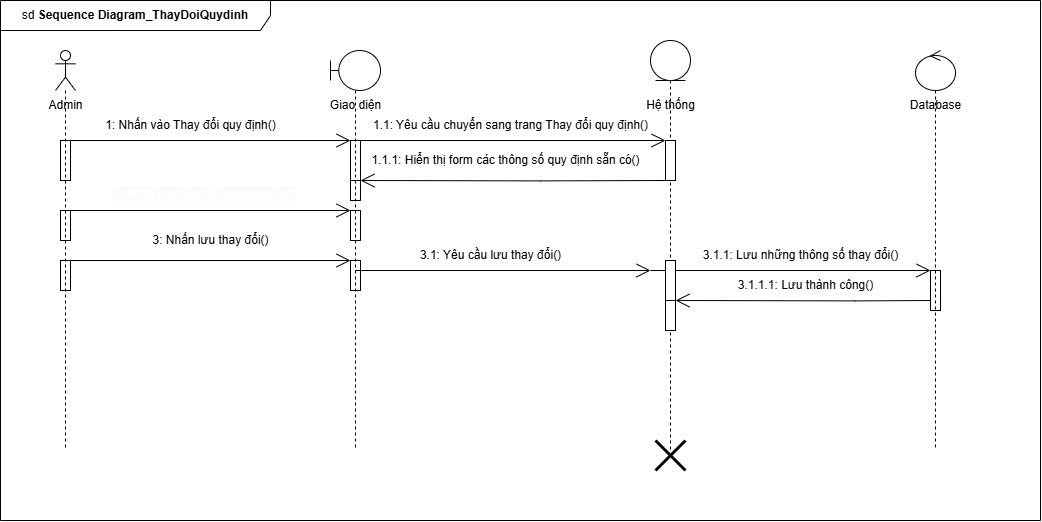 sd Sequence Diagram_ThayDoiQuydinh
Admin
Giao diện
Hệ thống
Database
1: Nhấn vào Thay đổi quy định()
1.1: Yêu cầu chuyển sang trang Thay đổi quy định()
1.1.1: Hiển thị form các thông số quy định sẵn có()
3: Nhấn lưu thay đổi()
3.1: Yêu cầu lưu thay đổi()
3.1.1: Lưu những thông số thay đổi()
3.1.1.1: Lưu thành công()